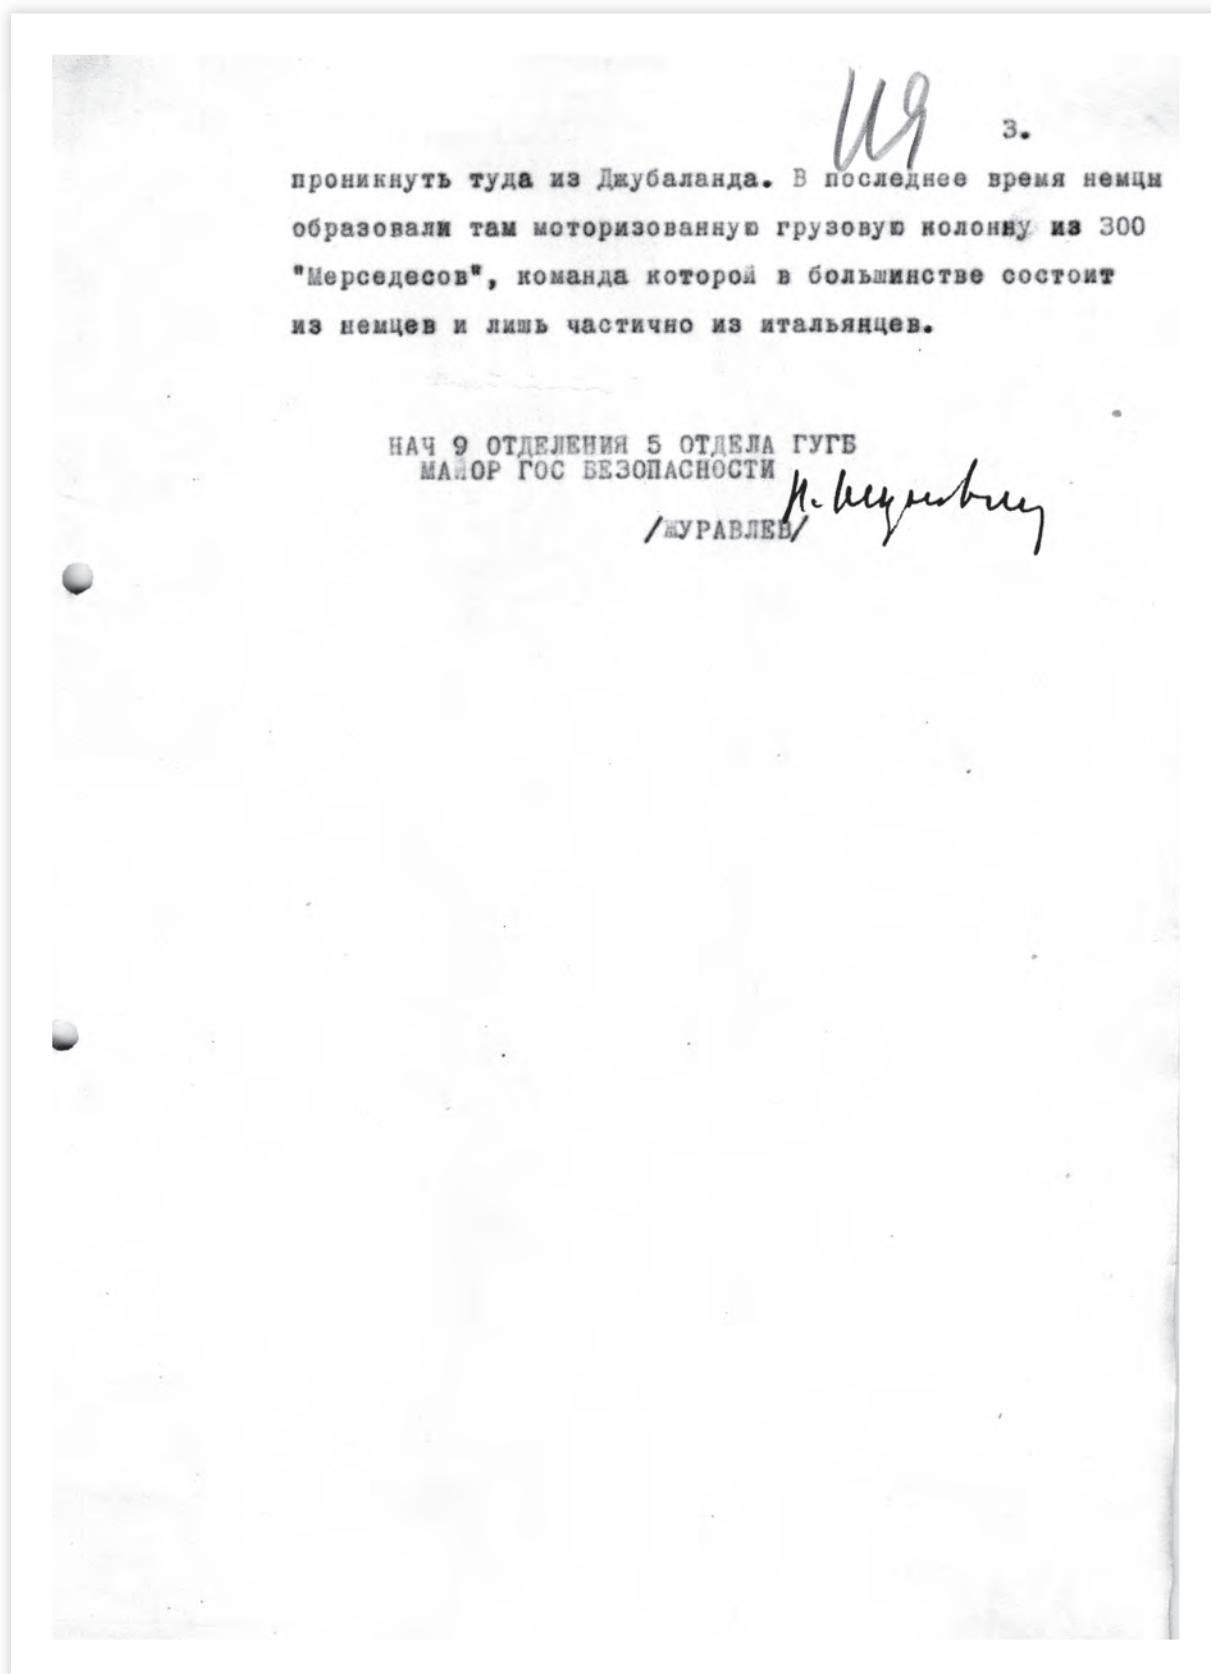 3.
проникнуть туда из Джубаланда. В последнее время немцы
образовали там моторизованную грузовую колонну из 300
"Мерседесов", команда которой в большинстве состоит
из немцев и лишь частично из итальянцев.
НАЧ 9 ОТДЕЛЕНИЯ 5 ОТДЕЛА ГУГБ
МАЙОР ГОС БЕЗОПАСНОСТИ
/ЖУРАВЛЕВ/